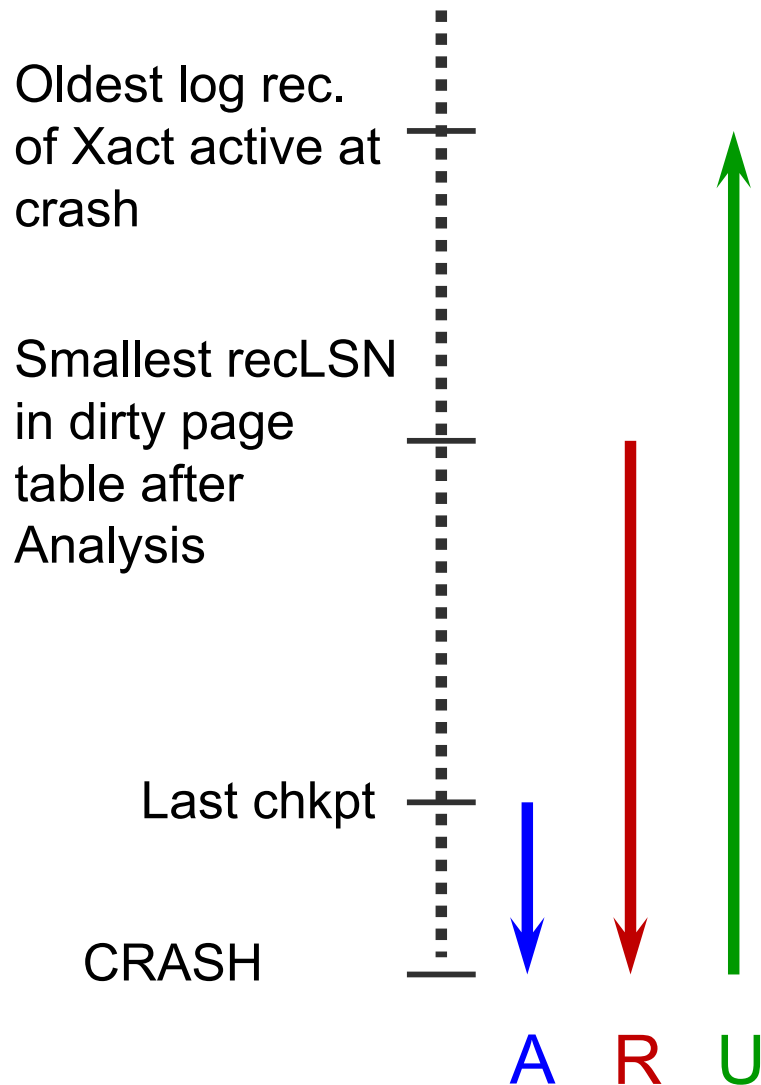 Oldest log rec.
of Xact active at
crash
Smallest recLSN
in dirty page
table after
Analysis
Last chkpt
CRASH
A R U